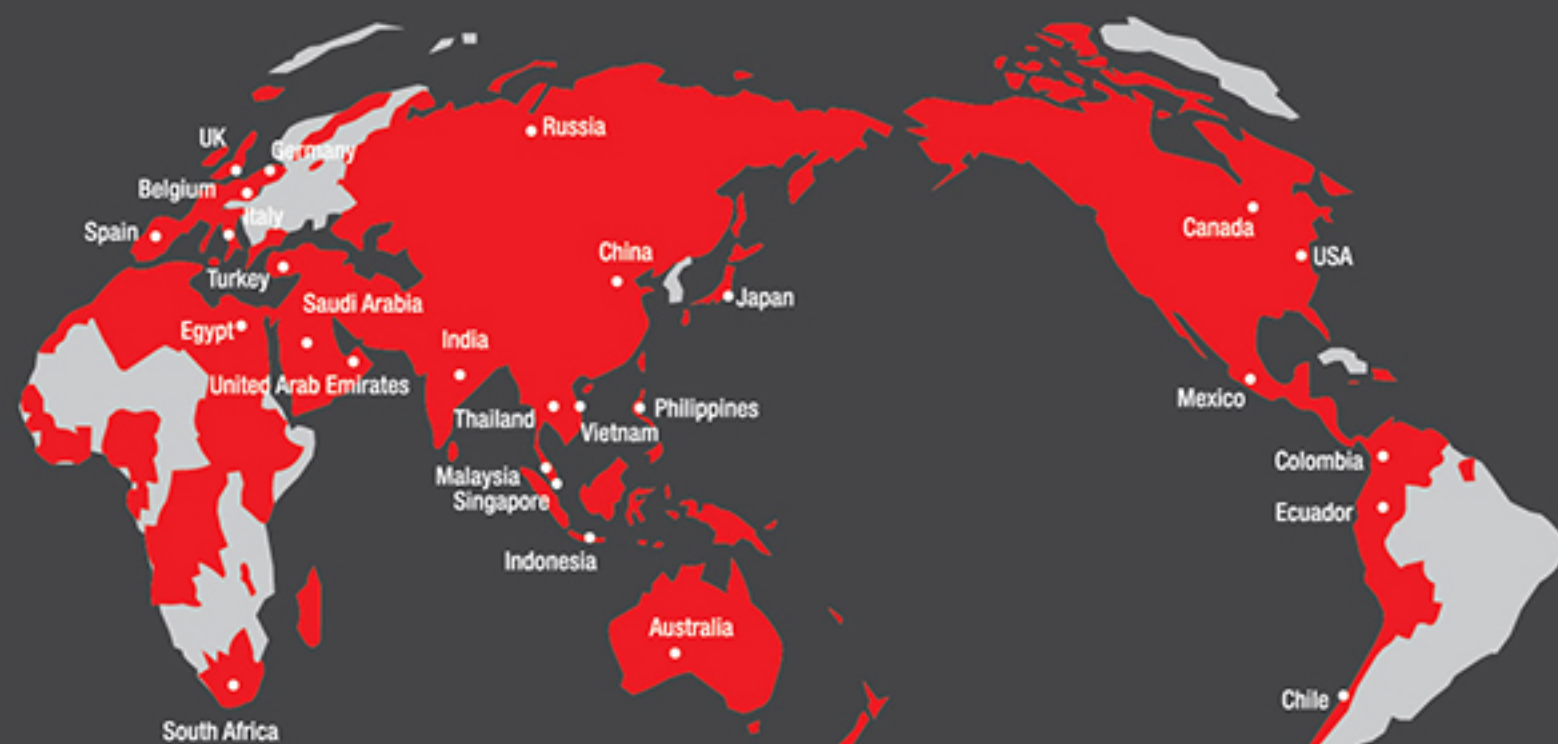 UK
Germany
Belgium
Italy
Spain
Turkey
Russia
China
Japan
Saudi Arabia
Egypt
India
United Arab Emirates
Thailand
Vietnam
Philippines
Malaysia
Singapore
Indonesia
Australia
South Africa
Canada
USA
Mexico
Colombia
Ecuador
Chile